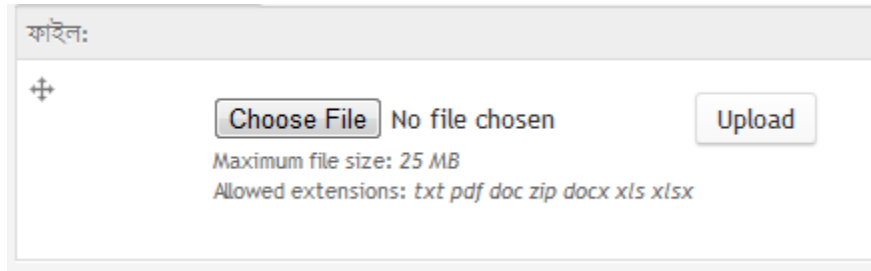 ফাইল:
Choose File No file chosen Upload
Maximum file size: 25 MB
Allowed extensions: txt pdf doc zip docx xls xlsx